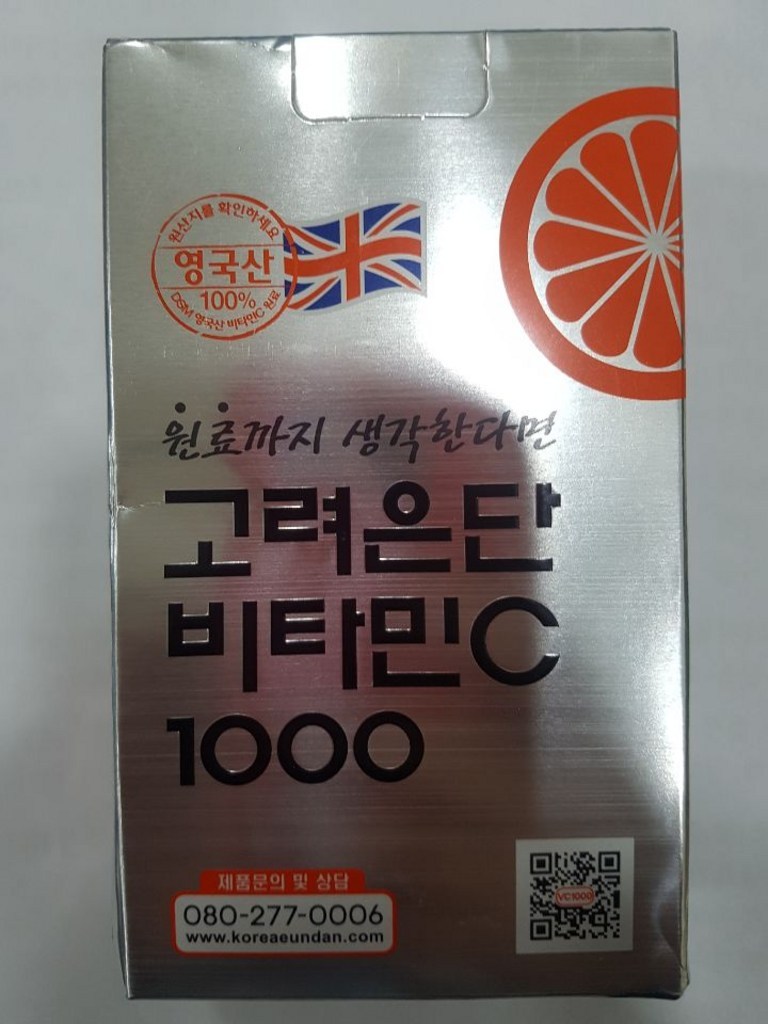 원산지를 확인하세요
영국산
100%
DSM 영국산 비타민C 원료
원료까지 생각한다면
고려은단
비타민C
1000
제품문의 및 상담
080-277-0006
www.koreaeundan.com
VC1000